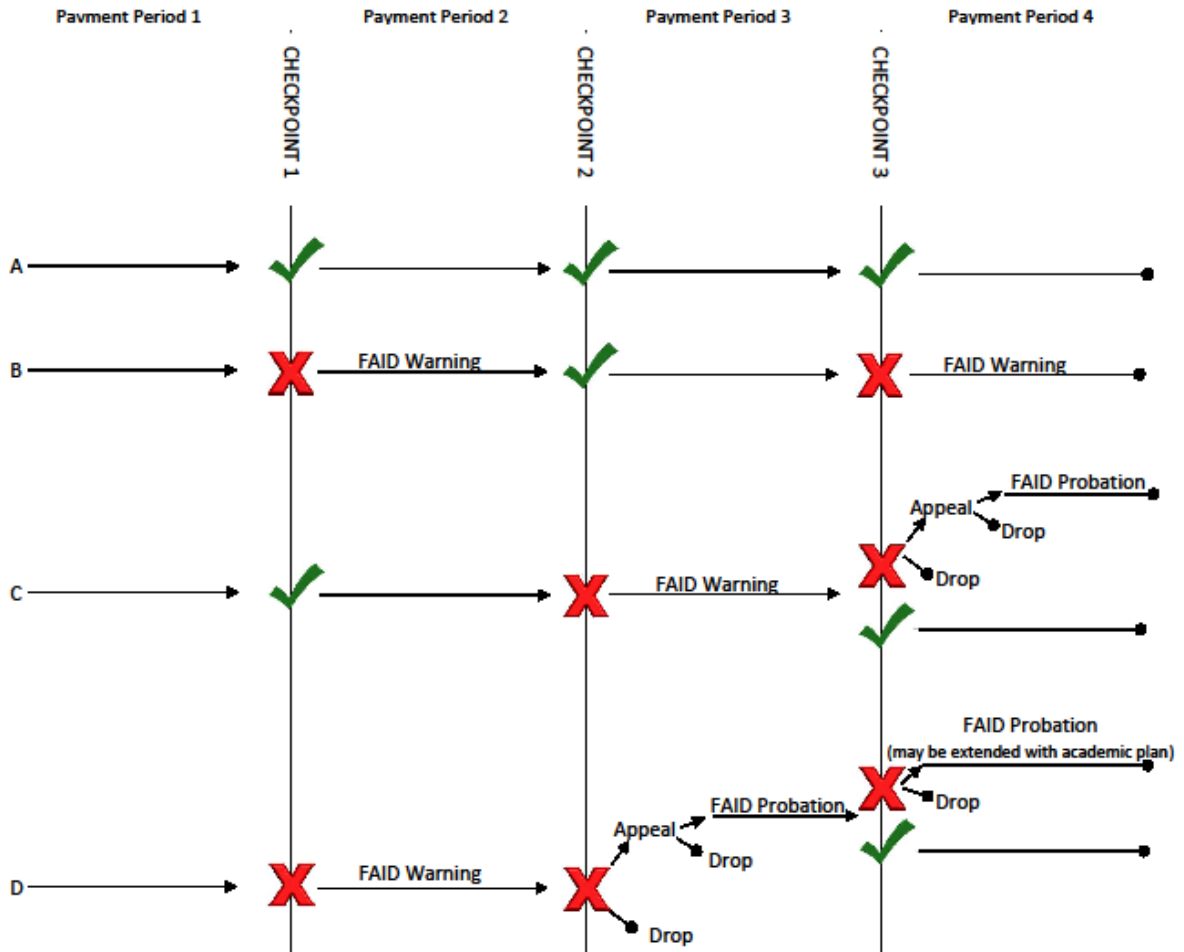 Payment Period 1
Payment Period 2
Payment Period 3
Payment Period 4
CHECKPOINT 1
CHECKPOINT 2
CHECKPOINT 3
A
B
FAID Warning
FAID Warning
FAID Probation
Appeal
Drop
Drop
C
FAID Warning
FAID Probation
(may be extended with academic plan)
Drop
FAID Probation
Appeal
Drop
D
FAID Warning
Drop